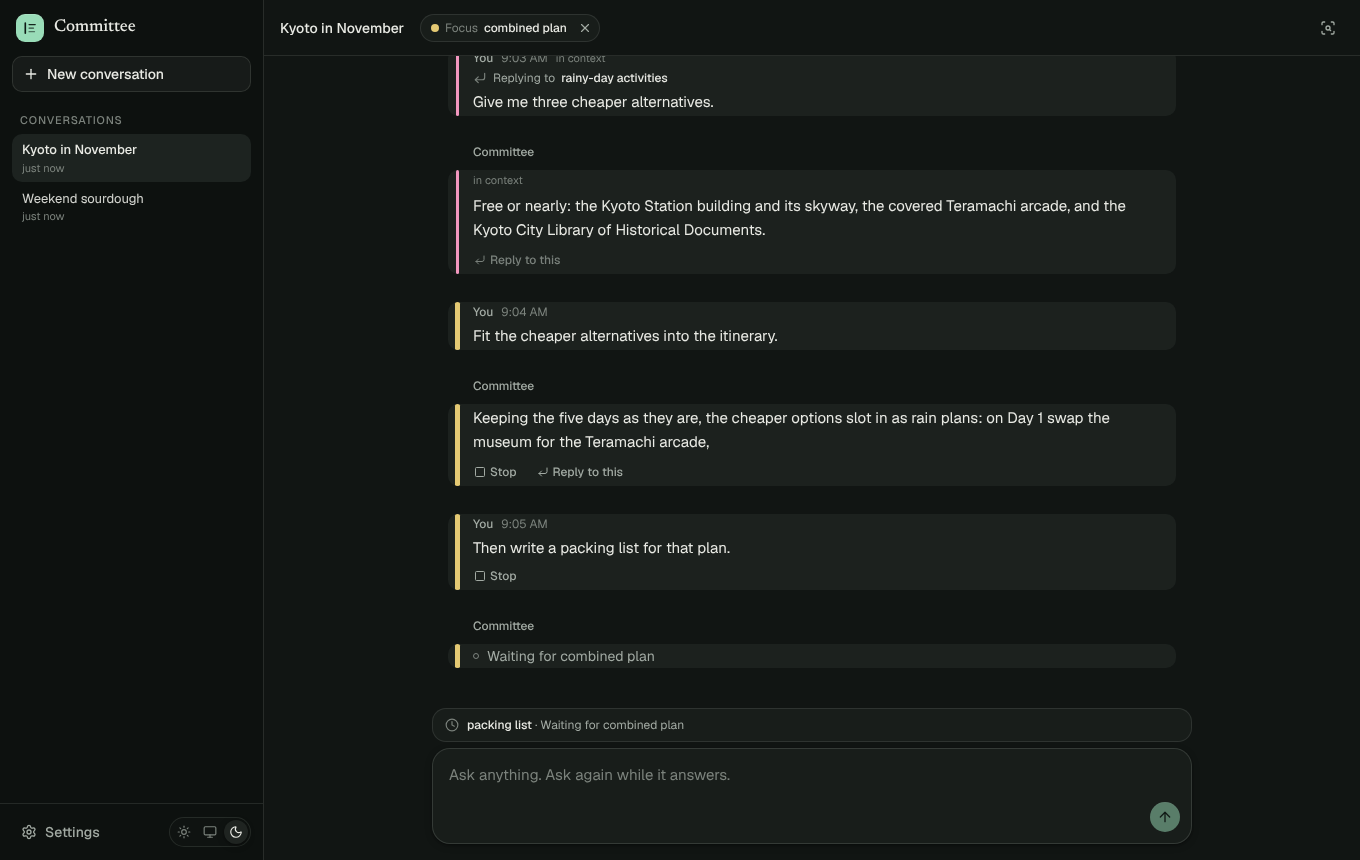 Committee
New conversation
CONVERSATIONS
Kyoto in November
just now
Weekend sourdough
just now
Settings
Kyoto in November
Focus combined plan
You 9:03 AM in context
Replying to rainy-day activities
Give me three cheaper alternatives.
Committee
in context
Free or nearly: the Kyoto Station building and its skyway, the covered Teramachi arcade, and the
Kyoto City Library of Historical Documents.
Reply to this
You 9:04 AM
Fit the cheaper alternatives into the itinerary.
Committee
Keeping the five days as they are, the cheaper options slot in as rain plans: on Day 1 swap the
museum for the Teramachi arcade,
Stop Reply to this
You 9:05 AM
Then write a packing list for that plan.
Stop
Committee
Waiting for combined plan
packing list · Waiting for combined plan
Ask anything. Ask again while it answers.